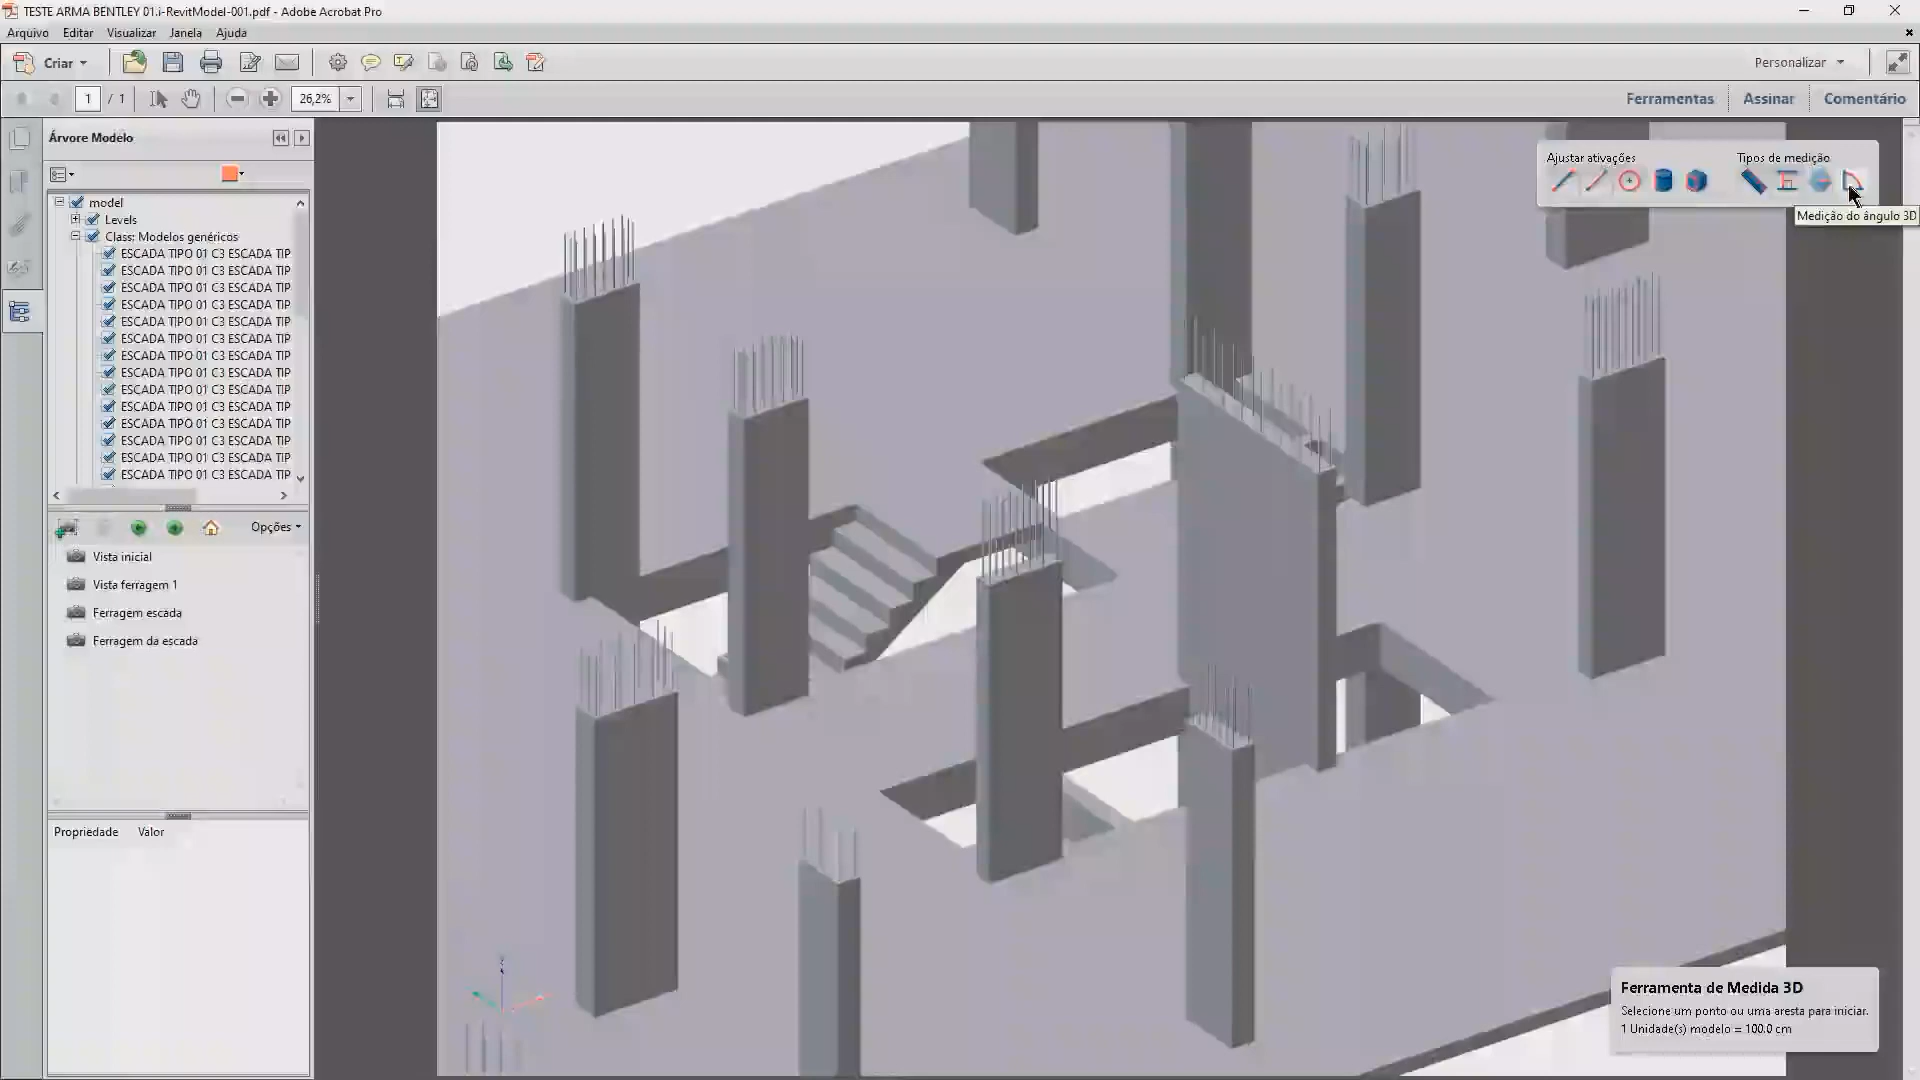 TESTE ARMA BENTLEY 01.i-RevitModel-001.pdf - Adobe Acrobat Pro
Arquivo Editar Visualizar Janela Ajuda
Criar
Personalizar
1 / 1
26,2%
Ferramentas Assinar Comentário
Árvore Modelo
Ajustar ativações
Tipos de medição
Medição do ângulo 3D
model
Levels
Class: Modelos genéricos
ESCADA TIPO 01 C3 ESCADA TIP
ESCADA TIPO 01 C3 ESCADA TIP
ESCADA TIPO 01 C3 ESCADA TIP
ESCADA TIPO 01 C3 ESCADA TIP
ESCADA TIPO 01 C3 ESCADA TIP
ESCADA TIPO 01 C3 ESCADA TIP
ESCADA TIPO 01 C3 ESCADA TIP
ESCADA TIPO 01 C3 ESCADA TIP
ESCADA TIPO 01 C3 ESCADA TIP
ESCADA TIPO 01 C3 ESCADA TIP
ESCADA TIPO 01 C3 ESCADA TIP
ESCADA TIPO 01 C3 ESCADA TIP
ESCADA TIPO 01 C3 ESCADA TIP
ESCADA TIPO 01 C3 ESCADA TIP
Opções
Vista inicial
Vista ferragem 1
Ferragem escada
Ferragem da escada
Propriedade Valor
Ferramenta de Medida 3D
Selecione um ponto ou uma aresta para iniciar.
1 Unidade(s) modelo = 100.0 cm